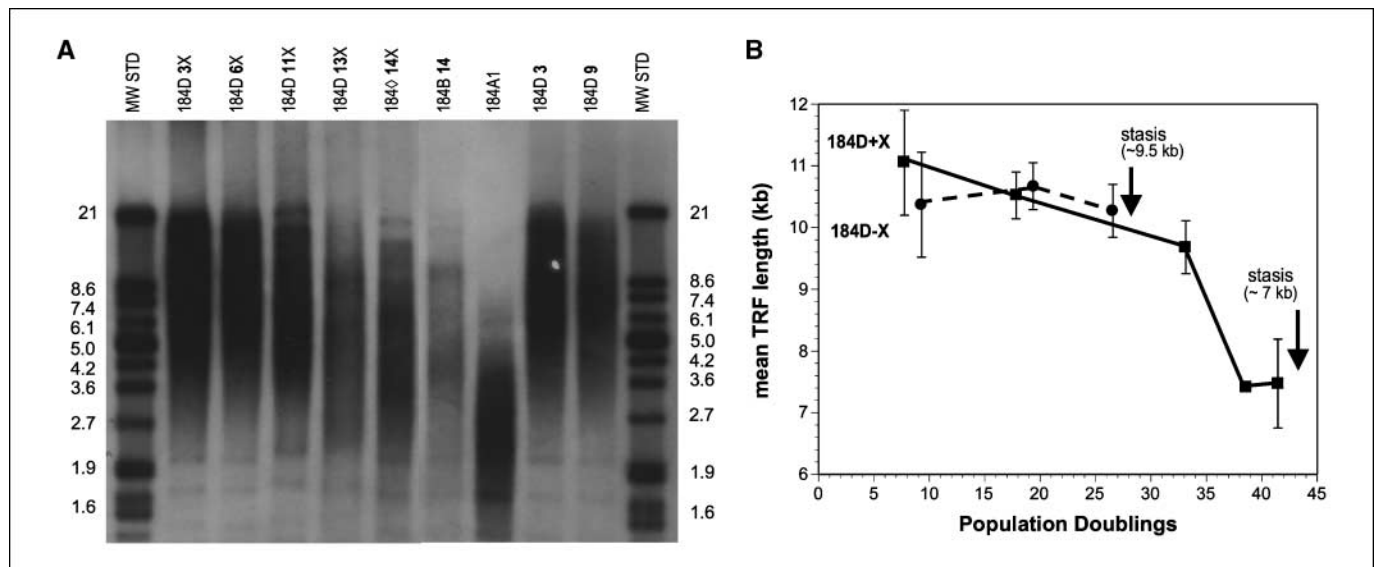 A
MW STD
184D 3X
184D 6X
184D 11X
184D 13X
184◊ 14X
184B 14
184A1
184D 3
184D 9
MW STD
21
8.6
7.4
6.1
5.0
4.2
3.6
2.7
1.9
1.6
21
8.6
7.4
6.1
5.0
4.2
3.6
2.7
1.9
1.6
B
mean TRF length (kb)
12
11
10
9
8
7
6
184D+X
184D-X
stasis
(~9.5 kb)
stasis
(~ 7 kb)
0 5 10 15 20 25 30 35 40 45
Population Doublings